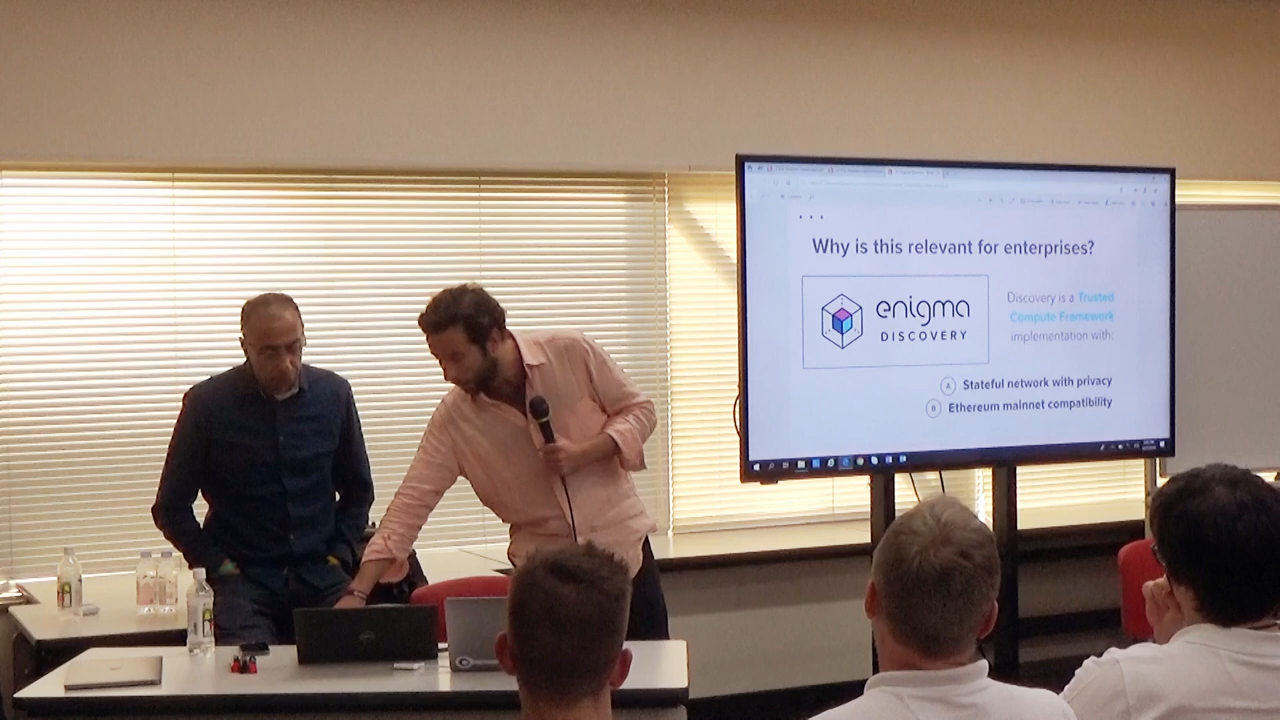 Why is this relevant for enterprises?
enigma
DISCOVERY
Discovery is a Trusted
Compute Framework
implementation with:
A Stateful network with privacy
B Ethereum mainnet compatibility